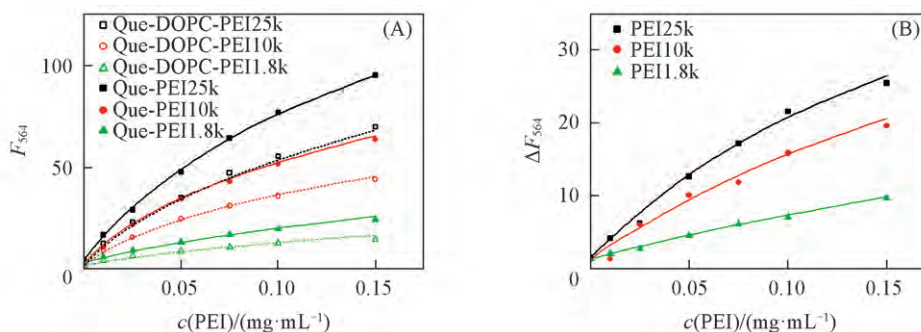 (A)
Que-DOPC-PEI25k
Que-DOPC-PEI10k
Que-DOPC-PEI1.8k
Que-PEI25k
Que-PEI10k
Que-PEI1.8k
100
50
0
F564
0.05
0.10
0.15
c(PEI)/(mg·mL⁻¹)
(B)
PEI25k
PEI10k
PEI1.8k
30
20
10
0
ΔF564
0.05
0.10
0.15
c(PEI)/(mg·mL⁻¹)